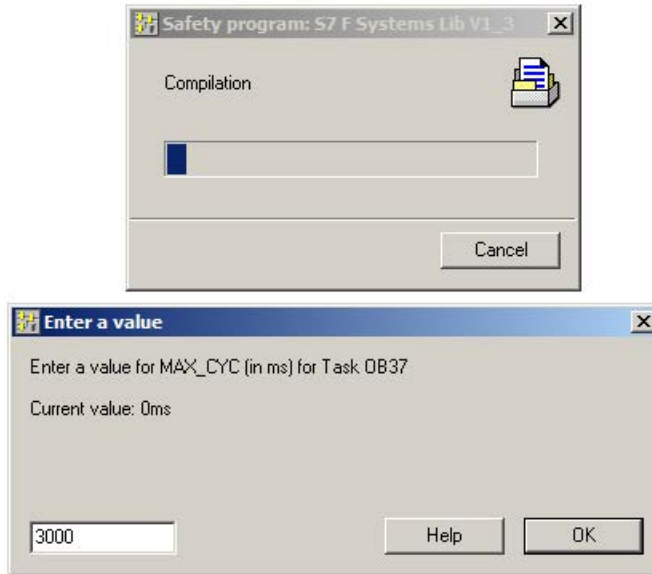 Safety program: S7 F Systems Lib V1_3
Compilation
Cancel
Enter a value
Enter a value for MAX_CYC (in ms) for Task OB37
Current value: 0ms
3000
Help
OK